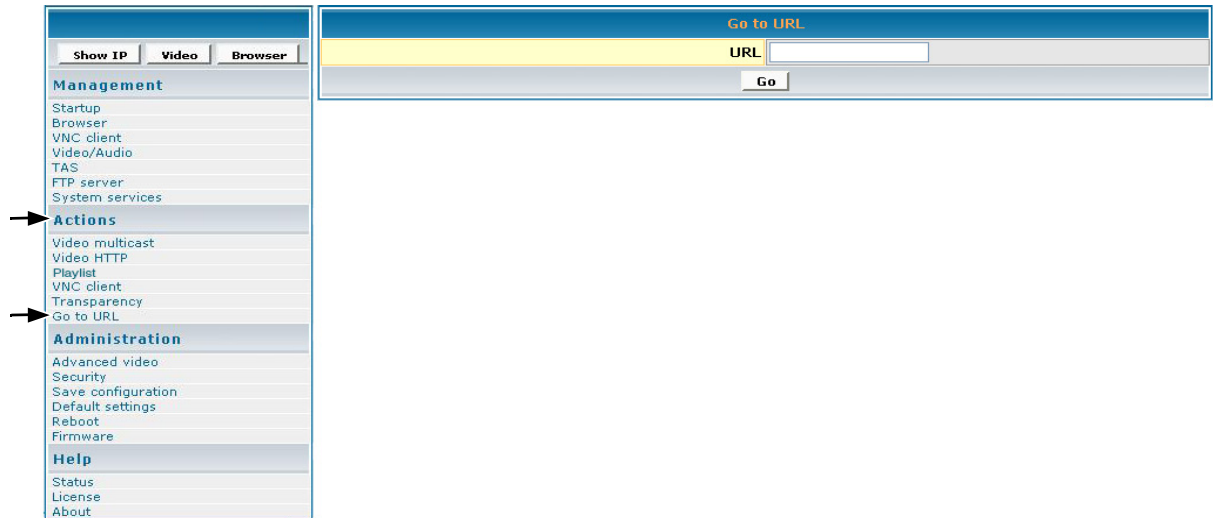 Show IP Video Browser
Management
Startup
Browser
VNC client
Video/Audio
TAS
FTP server
System services
Actions
Video multicast
Video HTTP
Playlist
VNC client
Transparency
Go to URL
Administration
Advanced video
Security
Save configuration
Default settings
Reboot
Firmware
Help
Status
License
About
Go to URL
URL
Go